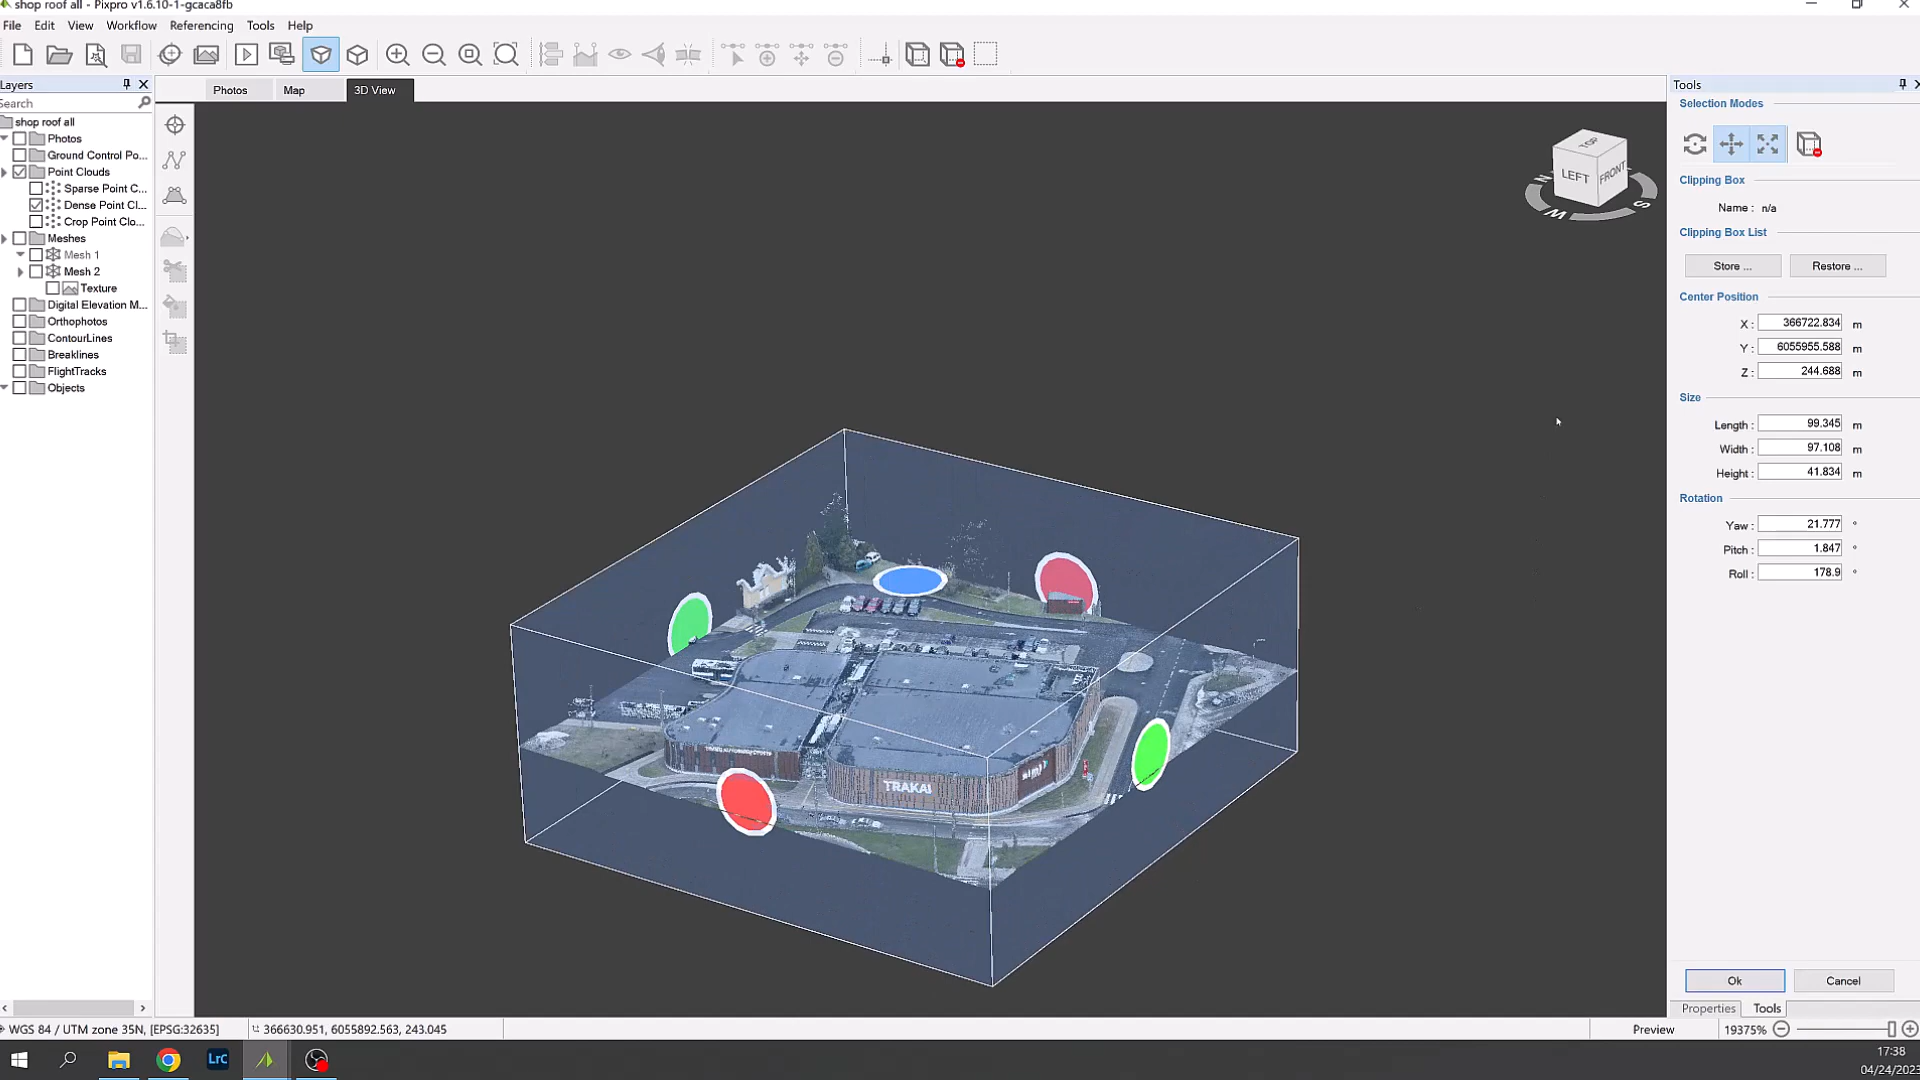 shop roof all - Pixpro v1.6.10-1-gcaca8fb
File Edit View Workflow Referencing Tools Help
Layers
Search
shop roof all
Photos
Ground Control Po...
Point Clouds
Sparse Point C...
Dense Point Cl...
Crop Point Clo...
Meshes
Mesh 1
Mesh 2
Texture
Digital Elevation M...
Orthophotos
ContourLines
Breaklines
FlightTracks
Objects
Photos Map 3D View
TOP
LEFT FRONT
N W S
TRAKAI
Tools
Selection Modes
Clipping Box
Name : n/a
Clipping Box List
Store ... Restore ...
Center Position
X : 366722.834 m
Y : 6055955.588 m
Z : 244.688 m
Size
Length : 99.345 m
Width : 97.108 m
Height : 41.834 m
Rotation
Yaw : 21.777 °
Pitch : 1.847 °
Roll : 178.9 °
Ok Cancel
Properties Tools
WGS 84 / UTM zone 35N, [EPSG:32635] 366630.951, 6055892.563, 243.045 Preview 19375%
LrC
17:38
04/24/2023